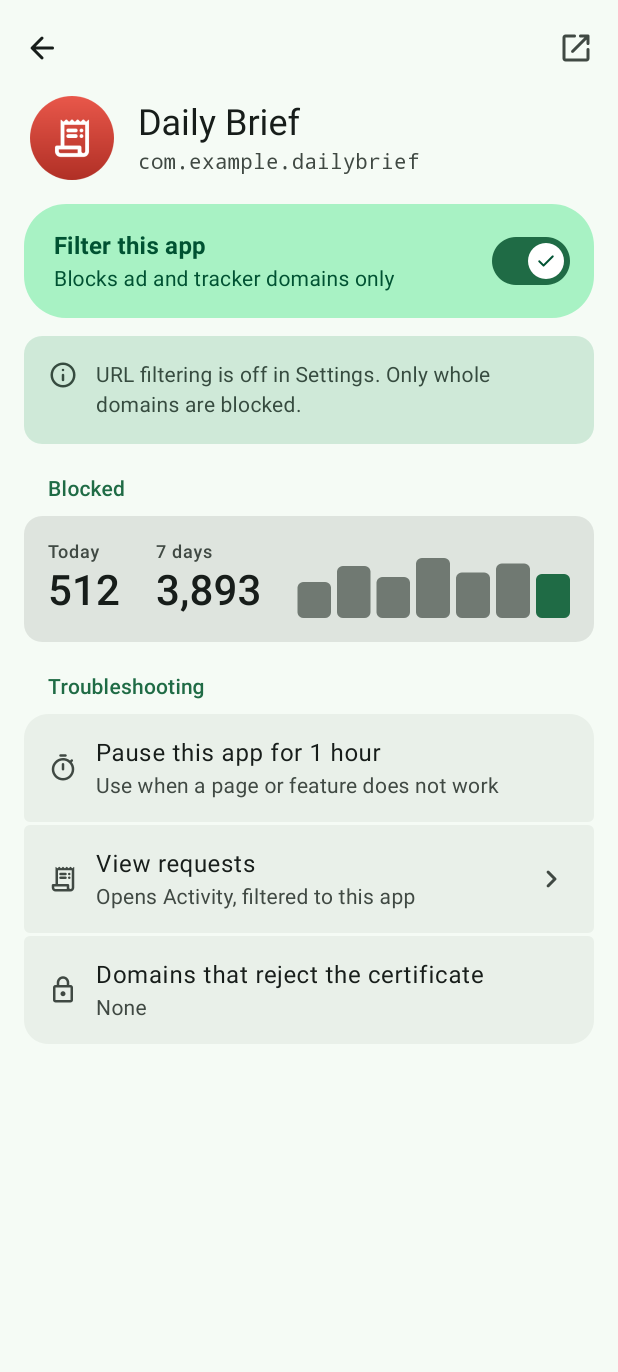 Daily Brief
com.example.dailybrief
Filter this app
Blocks ad and tracker domains only
URL filtering is off in Settings. Only whole
domains are blocked.
Blocked
Today
512
7 days
3,893
Troubleshooting
Pause this app for 1 hour
Use when a page or feature does not work
View requests
Opens Activity, filtered to this app
Domains that reject the certificate
None